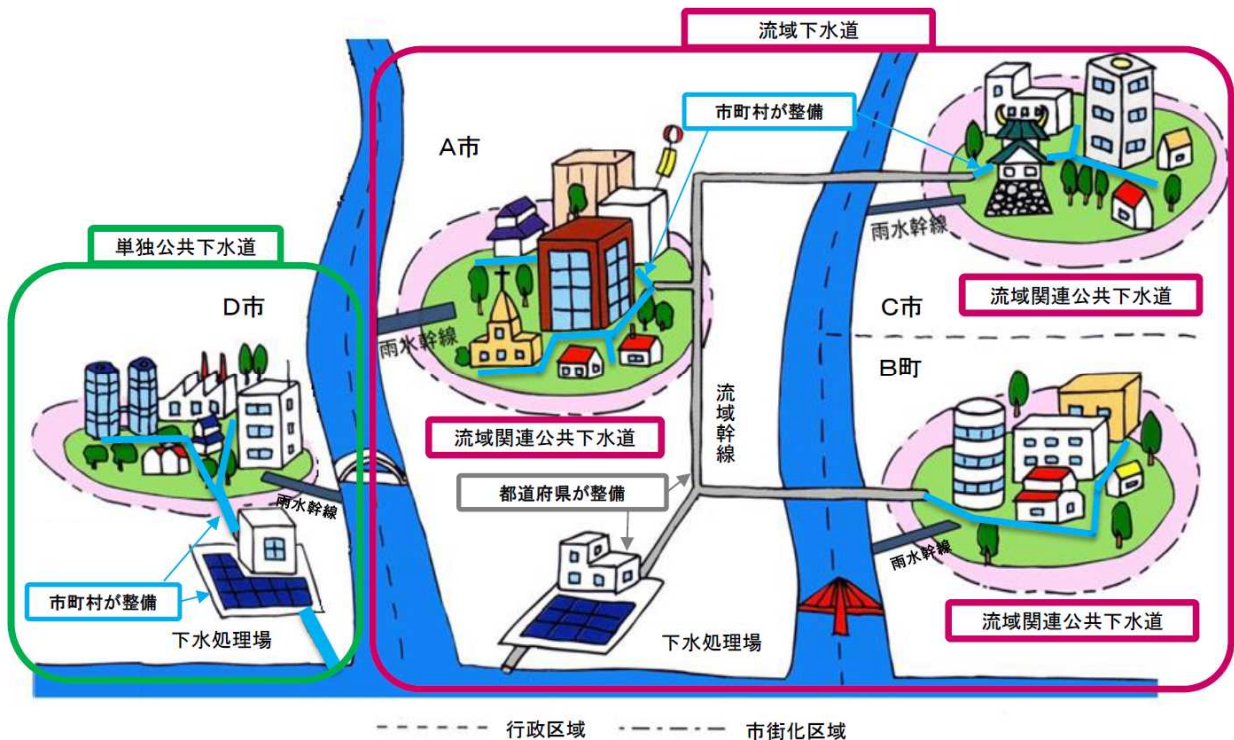 流域下水道
市町村が整備
A市
単独公共下水道
D市
雨水幹線
雨水幹線
流域関連公共下水道
C市
B町
流域幹線
流域関連公共下水道
都道府県が整備
雨水幹線
雨水幹線
市町村が整備
下水処理場
下水処理場
流域関連公共下水道
行政区域
市街化区域